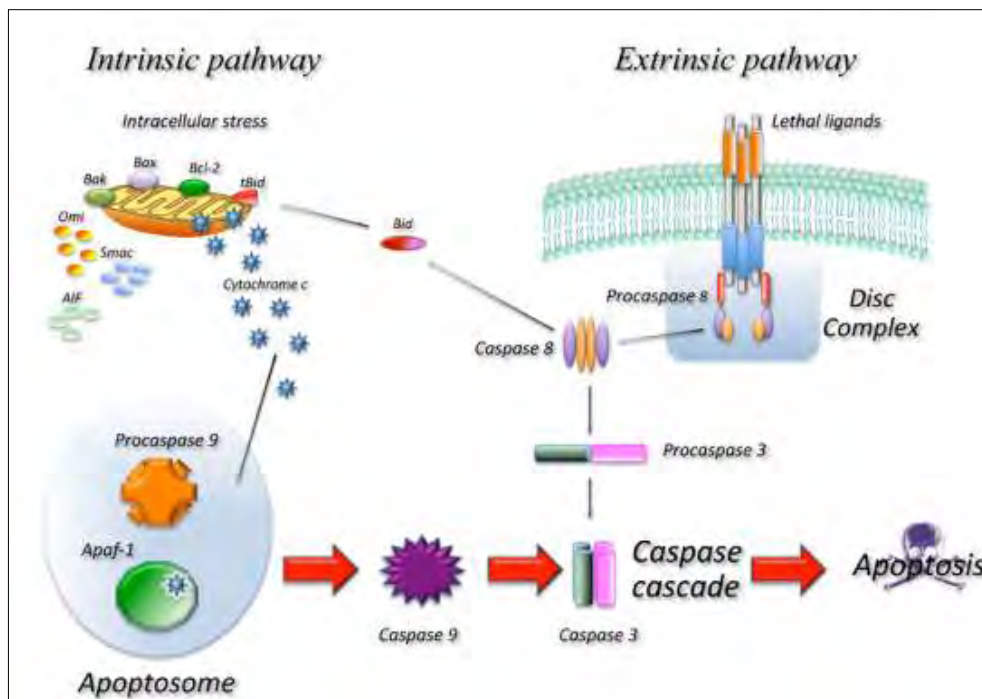 Intrinsic pathway
Extrinsic pathway
Intracellular stress
Lethal ligands
Bax
Bcl-2
Bak
tBid
Omi
Bid
Smac
Cytochrome c
AIF
Procaspase 8
Disc
Complex
Caspase 8
Procaspase 9
Procaspase 3
Apaf-1
Caspase
cascade
Apoptosis
Caspase 9
Caspase 3
Apoptosome